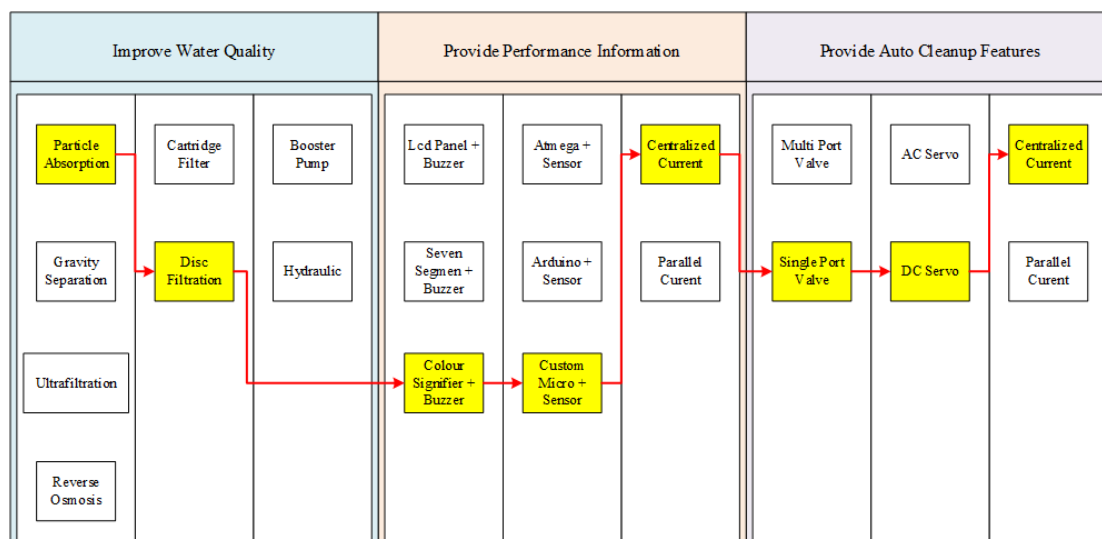 Improve Water Quality
Provide Performance Information
Provide Auto Cleanup Features
Particle
Absorption
Cartridge
Filter
Booster
Pump
Lcd Panel +
Buzzer
Atmega +
Sensor
Centralized
Current
Multi Port
Valve
AC Servo
Centralized
Current
Gravity
Separation
Disc
Filtration
Hydraulic
Seven
Segmen +
Buzzer
Arduino +
Sensor
Parallel
Curent
Single Port
Valve
DC Servo
Parallel
Curent
Ultrafiltration
Colour
Signifier +
Buzzer
Custom
Micro +
Sensor
Reverse
Osmosis